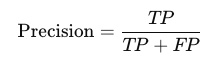 Precision = TP / TP + FP